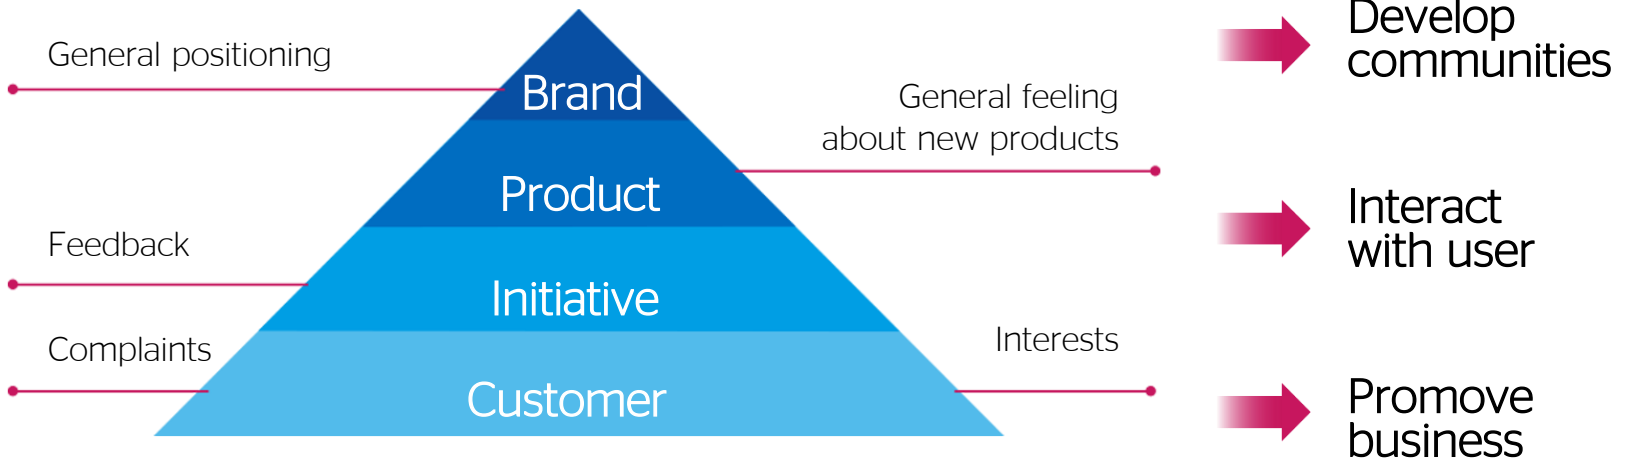 General positioning
Brand
General feeling
about new products
Product
Feedback
Initiative
Complaints
Interests
Customer
Develop
communities
Interact
with user
Promove
business